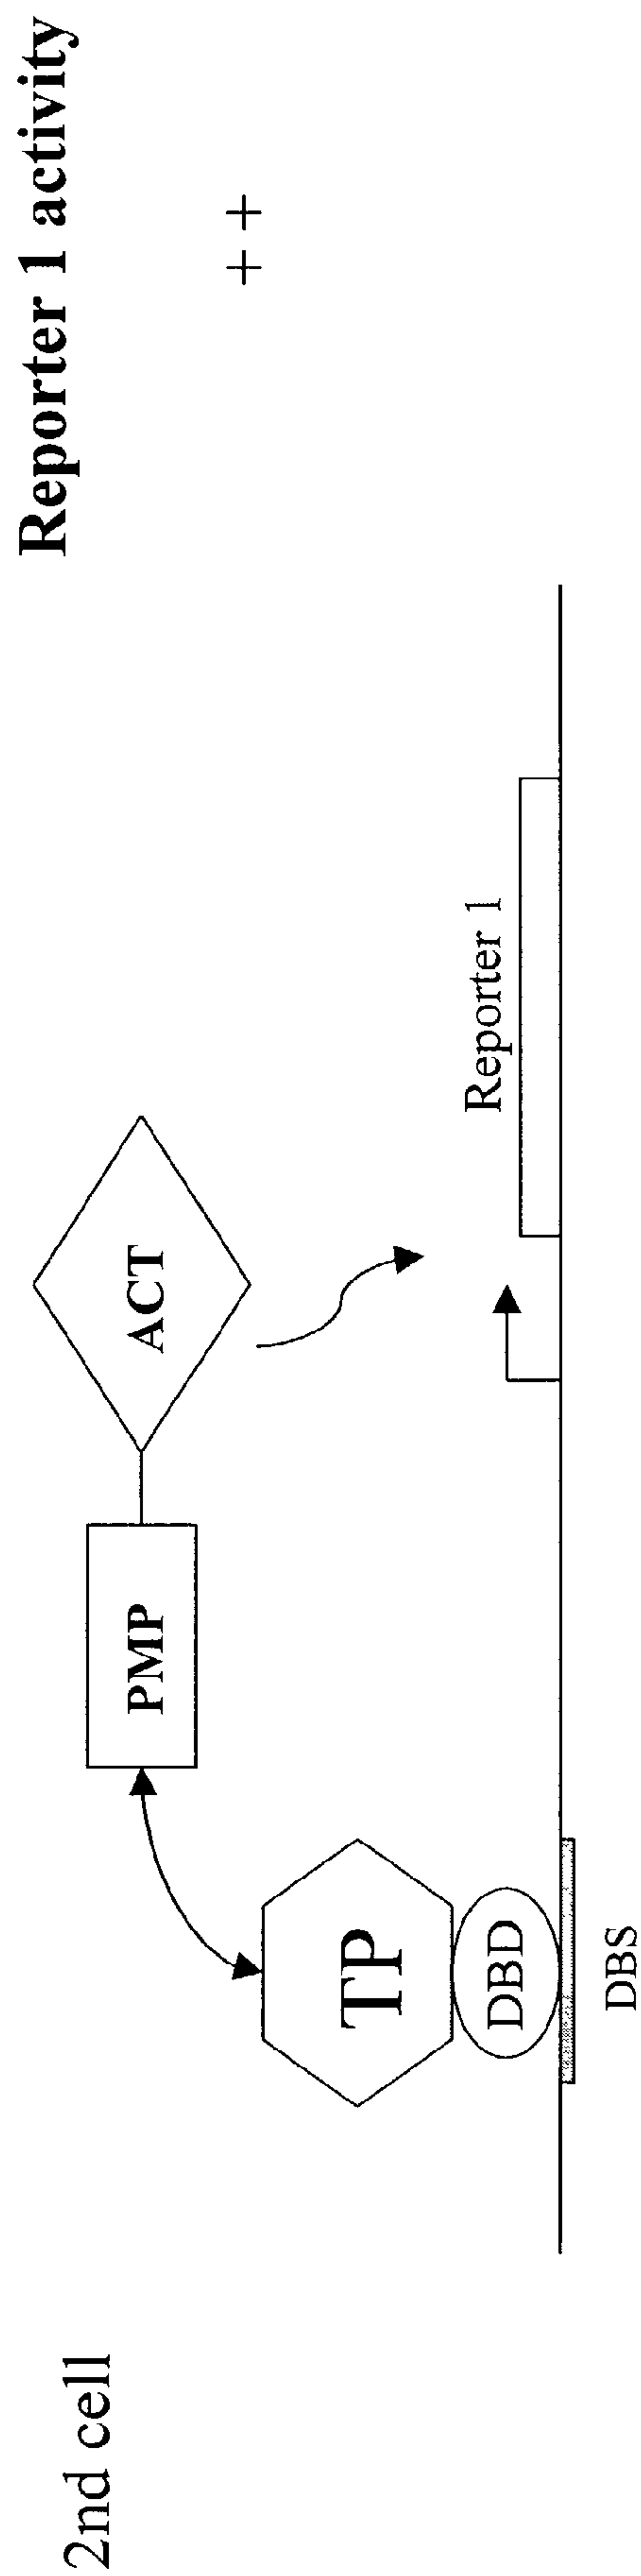 2nd cell
Reporter 1 activity
PMP
ACT
+ +
TP
Reporter 1
DBD
DBS